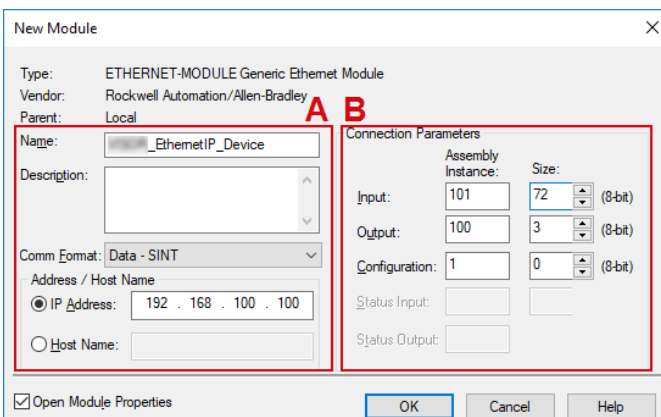 New Module
Type: ETHERNET-MODULE Generic Ethernet Module
Vendor: Rockwell Automation/Allen-Bradley
Parent: Local
A B
Name: _EthernetIP_Device
Description:
Comm Format: Data - SINT
Address / Host Name
IP Address: 192 . 168 . 100 . 100
Host Name:
Connection Parameters
Assembly
Instance: Size:
Input: 101 72 (8-bit)
Output: 100 3 (8-bit)
Configuration: 1 0 (8-bit)
Status Input:
Status Output:
Open Module Properties
OK Cancel Help